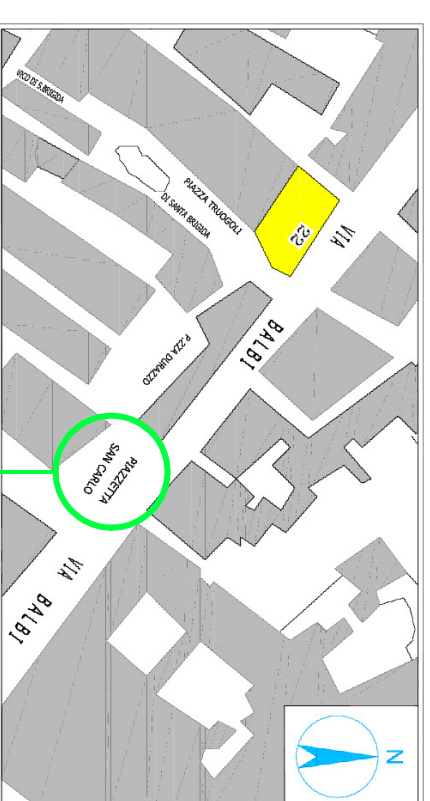 VICO DI S.BRIGIDA
PIAZZA TRUOGOLI
DI SANTA BRIGIDA
22
VIA
BALBI
P.ZZA DURAZZO
PIAZZETTA
SAN CARLO
VIA BALBI
N